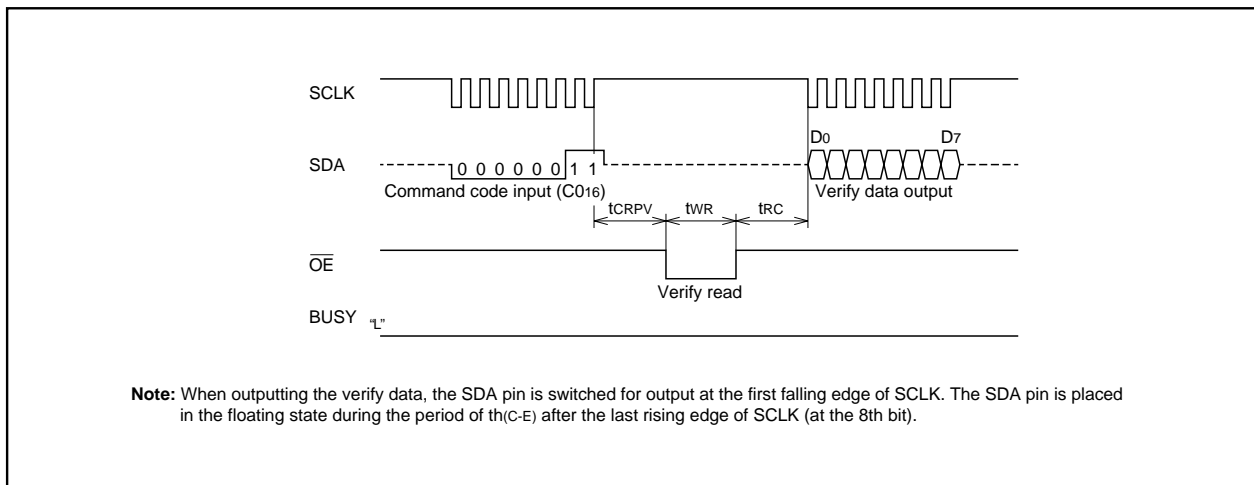 SCLK
D0 D7
SDA
0 0 0 0 0 0 1 1
Command code input (C016)
Verify data output
tCRPV tWR tRC
OE
Verify read
BUSY “L”
Note: When outputting the verify data, the SDA pin is switched for output at the first falling edge of SCLK. The SDA pin is placed
in the floating state during the period of th(C-E) after the last rising edge of SCLK (at the 8th bit).